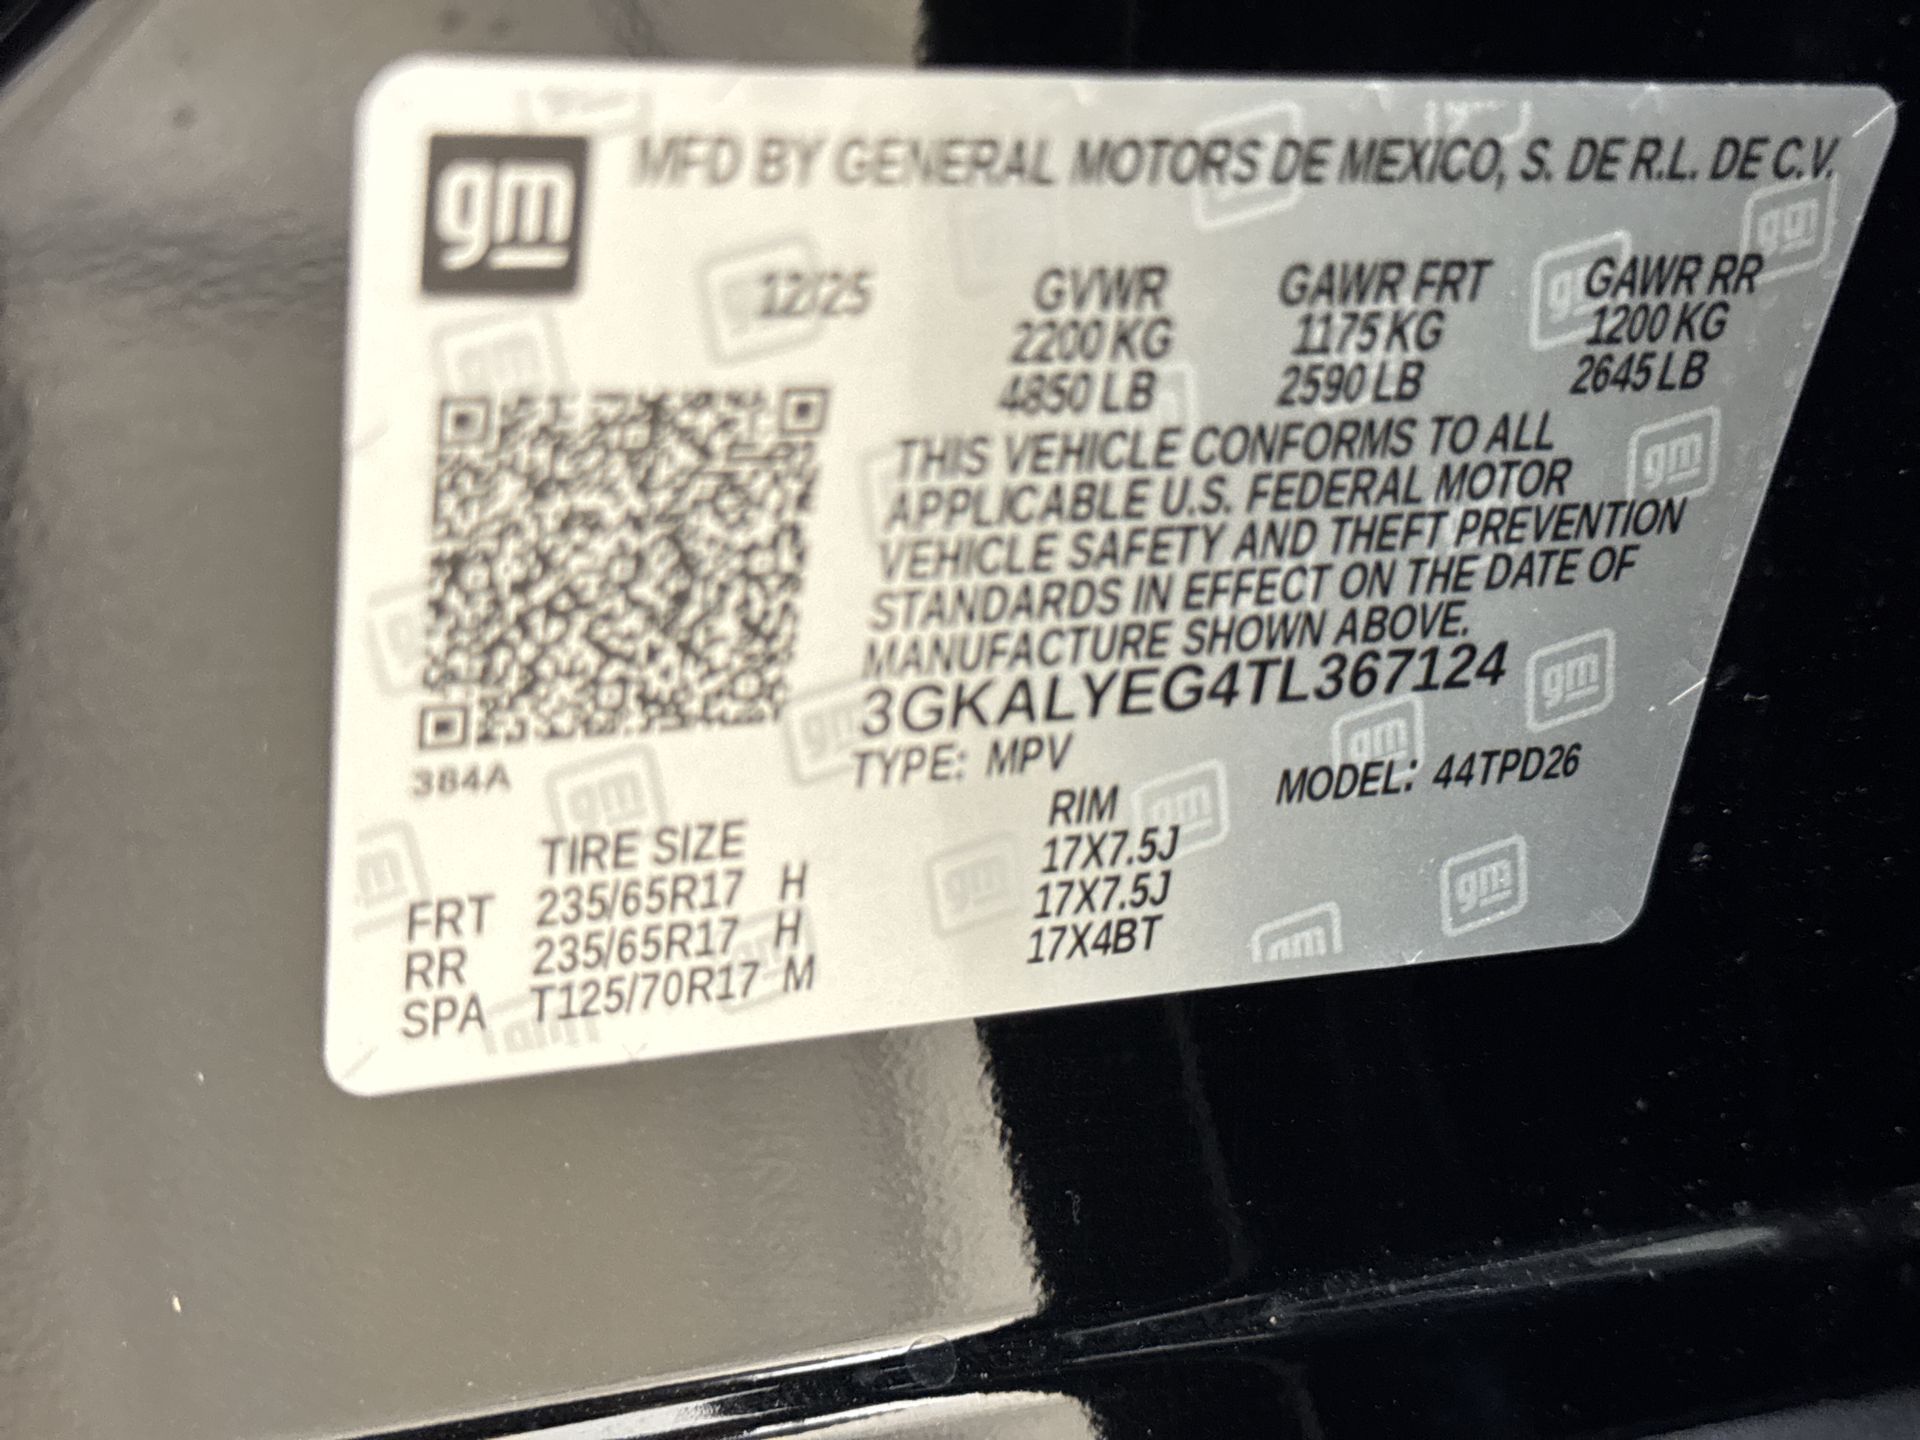 gm
MFD BY GENERAL MOTORS DE MEXICO, S. DE R.L. DE C.V.
12/25
GVWR GAWR FRT GAWR RR
2200 KG 1175 KG 1200 KG
4850 LB 2590 LB 2645 LB
THIS VEHICLE CONFORMS TO ALL
APPLICABLE U.S. FEDERAL MOTOR
VEHICLE SAFETY AND THEFT PREVENTION
STANDARDS IN EFFECT ON THE DATE OF
MANUFACTURE SHOWN ABOVE.
3GKALYEG4TL367124
TYPE: MPV MODEL: 44TPD26
384A
TIRE SIZE RIM
FRT 235/65R17 H 17X7.5J
RR 235/65R17 H 17X7.5J
SPA T125/70R17 M 17X4BT